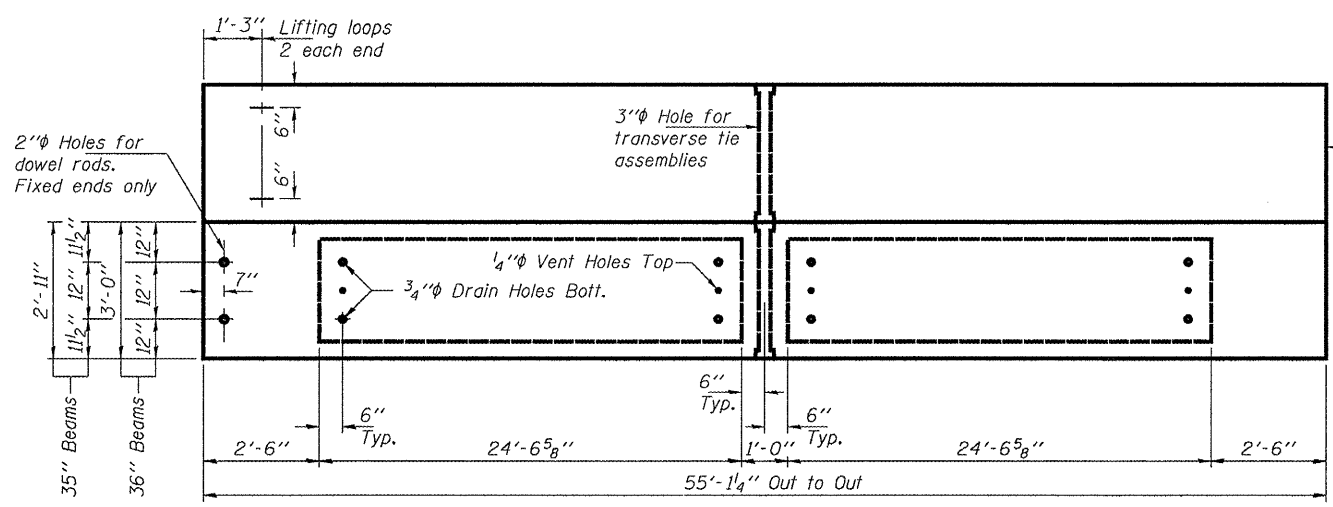 1'-3"
Lifting loops
2 each end
6"
6"
3"ϕ Hole for
transverse tie
assemblies
2"ϕ Holes for
dowel rods.
Fixed ends only
2'-11"
11½"
12"
11½"
3'-0"
12"
12"
12"
7"
¼"ϕ Vent Holes Top
¾"ϕ Drain Holes Bott.
35" Beams
36" Beams
6"
Typ.
6"
Typ.
6"
Typ.
2'-6"
24'-6⅝"
1'-0"
24'-6⅝"
2'-6"
55'-1¼" Out to Out